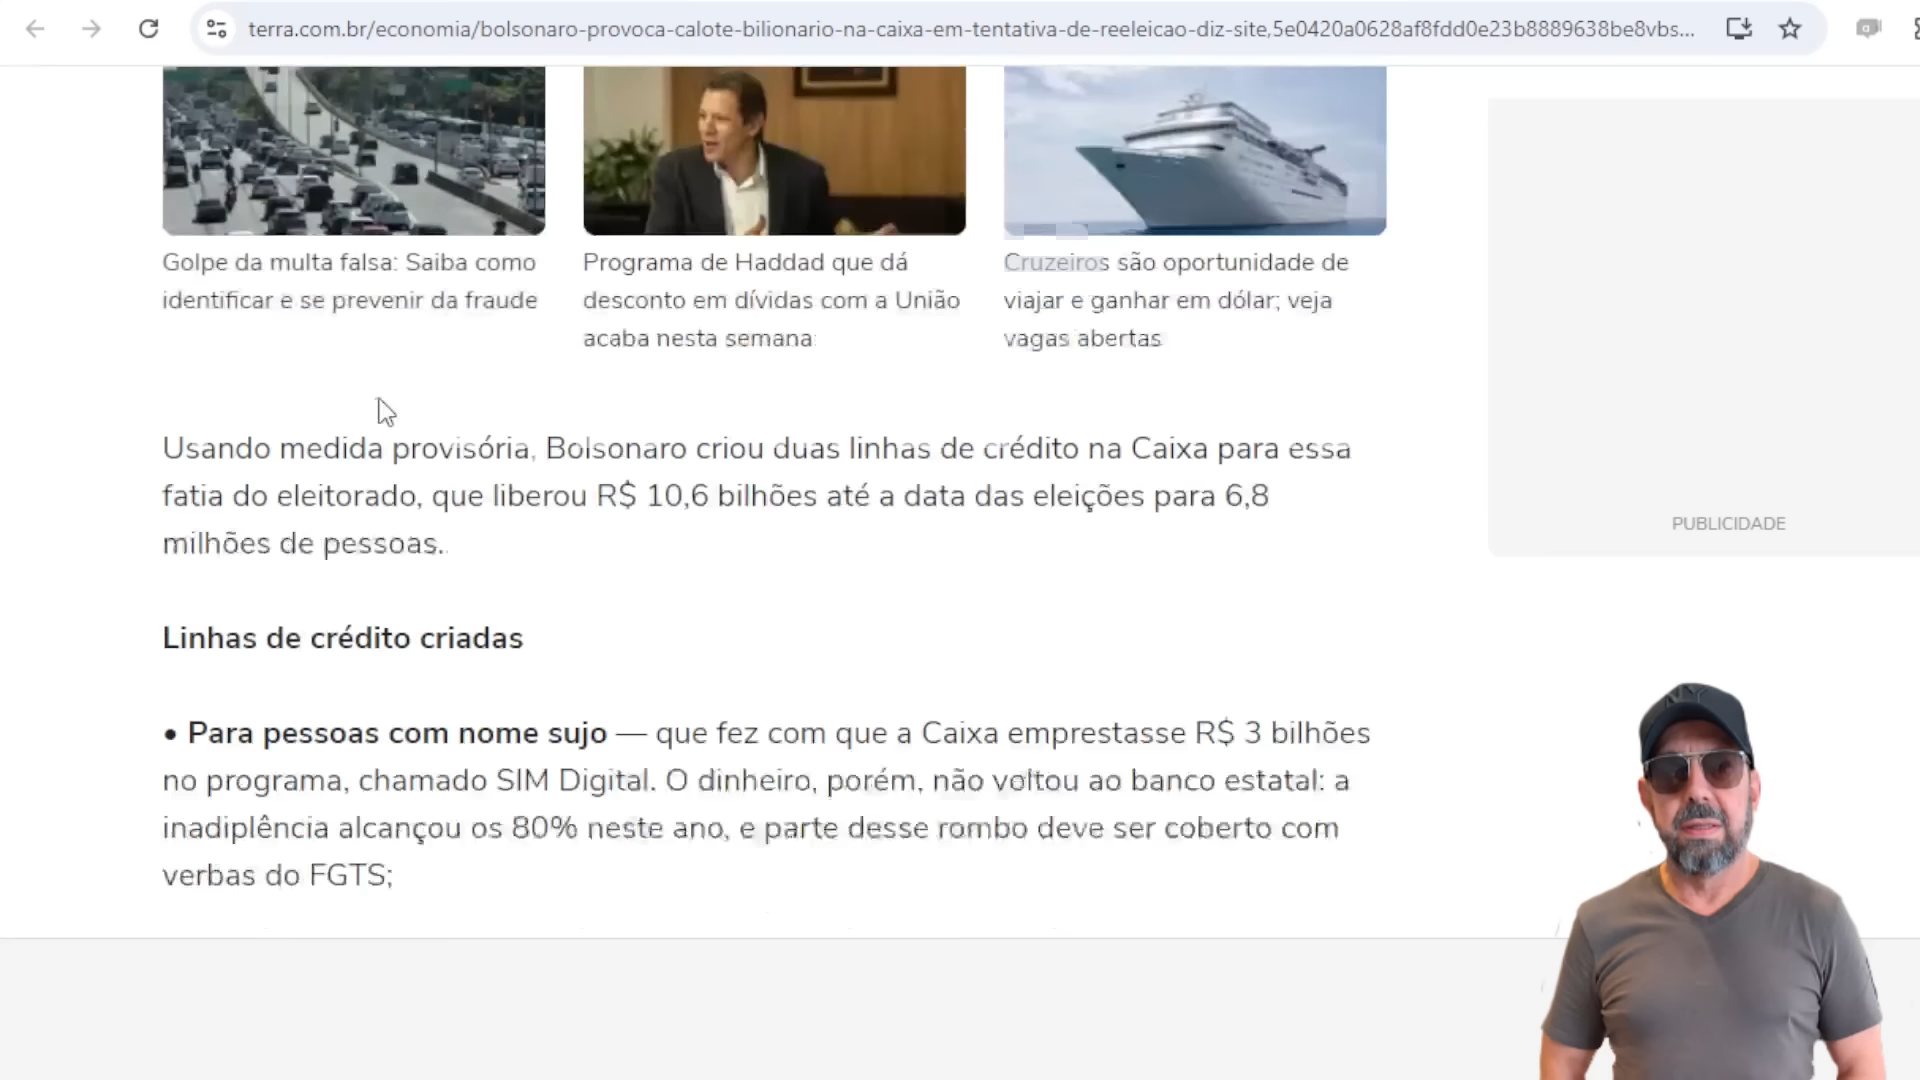 terra.com.br/economia/bolsonaro-provoca-calote-bilionario-na-caixa-em-tentativa-de-reeleicao-diz-site,5e0420a0628af8fdd0e23b8889638be8vbs...
Golpe da multa falsa: Saiba como
identificar e se prevenir da fraude
Programa de Haddad que dá
desconto em dívidas com a União
acaba nesta semana
Cruzeiros são oportunidade de
viajar e ganhar em dólar; veja
vagas abertas
PUBLICIDADE
Usando medida provisória, Bolsonaro criou duas linhas de crédito na Caixa para essa
fatia do eleitorado, que liberou R$ 10,6 bilhões até a data das eleições para 6,8
milhões de pessoas.
Linhas de crédito criadas
• Para pessoas com nome sujo — que fez com que a Caixa emprestasse R$ 3 bilhões
no programa, chamado SIM Digital. O dinheiro, porém, não voltou ao banco estatal: a
inadiplência alcançou os 80% neste ano, e parte desse rombo deve ser coberto com
verbas do FGTS;